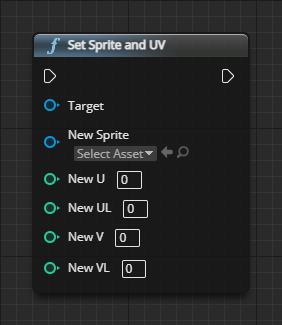 Set Sprite and UV
Target
New Sprite
Select Asset
New U 0
New UL 0
New V 0
New VL 0